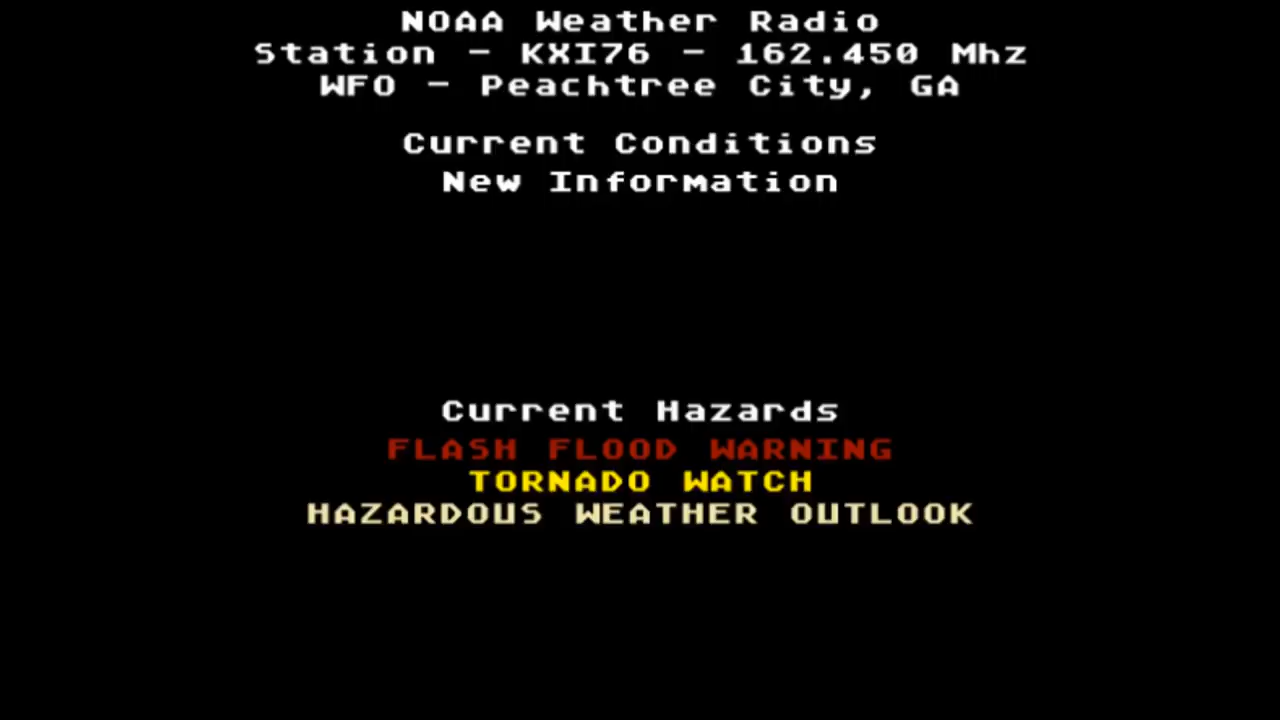 NOAA Weather Radio
Station - KXI76 - 162.450 Mhz
WFO - Peachtree City, GA
Current Conditions
New Information
Current Hazards
FLASH FLOOD WARNING
TORNADO WATCH
HAZARDOUS WEATHER OUTLOOK